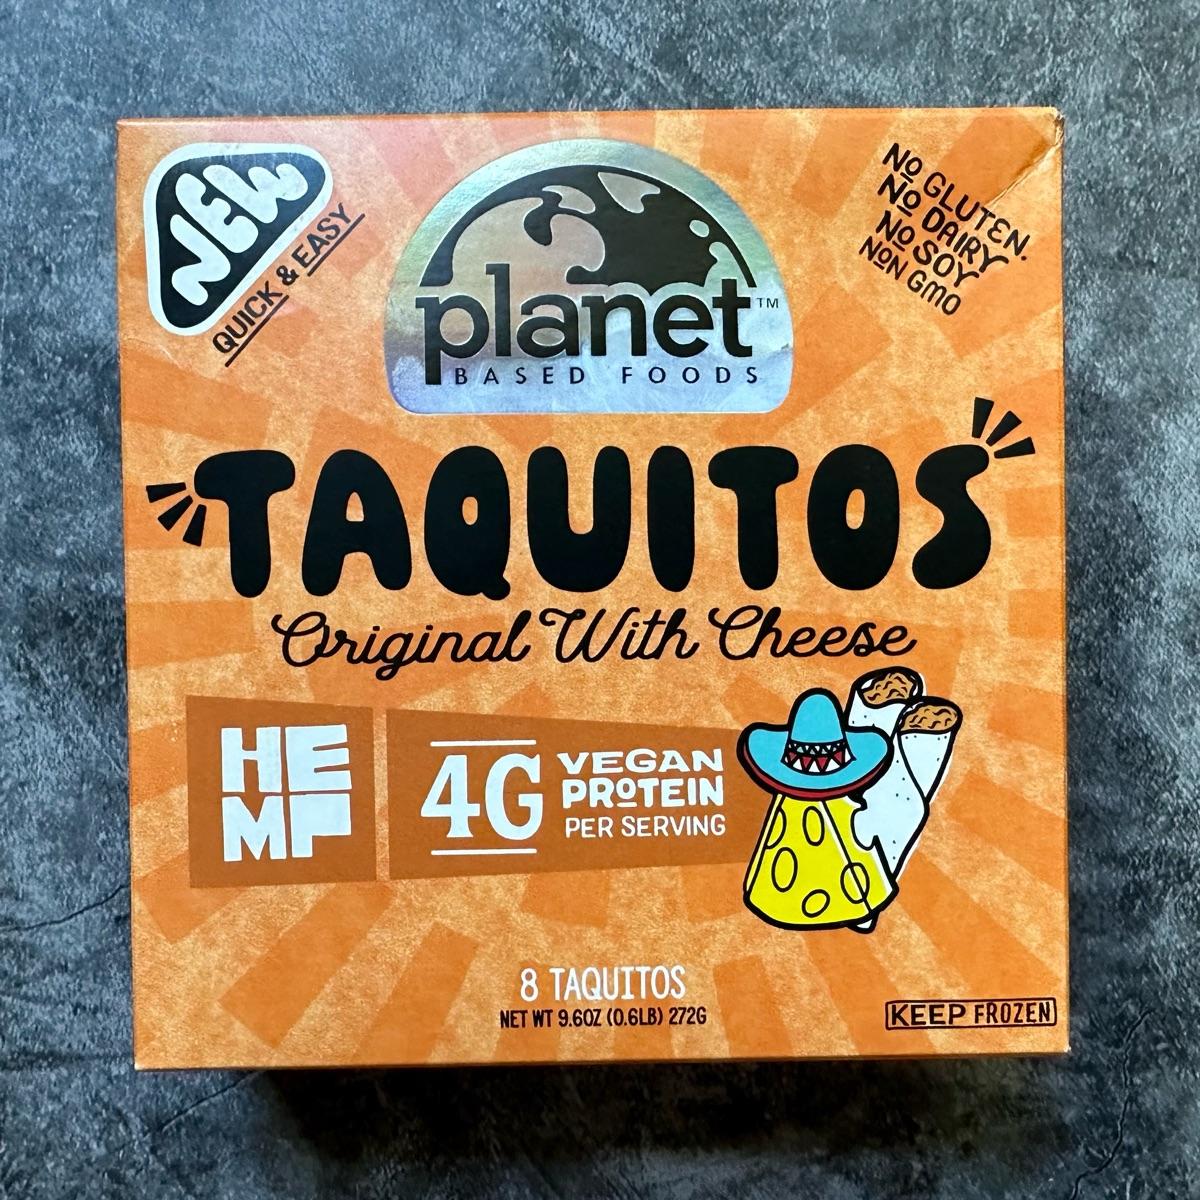 NEW
QUICK & EASY
planet™
BASED FOODS
NO GLUTEN.
NO DAIRY
NO SOY
NON GMO
TAQUITOS
Original With Cheese
HE
MP
4G
VEGAN
PROTEIN
PER SERVING
8 TAQUITOS
NET WT 9.6OZ (0.6LB) 272G
KEEP FROZEN